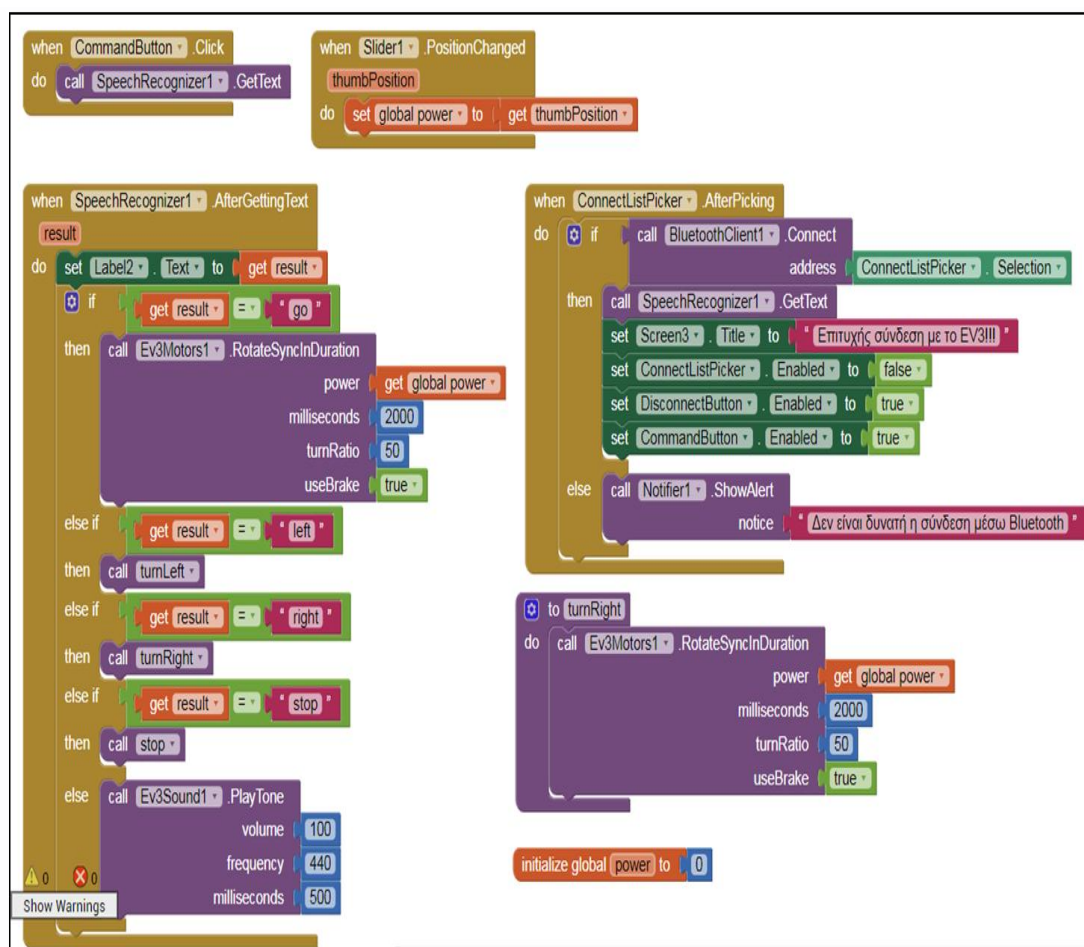 when CommandButton .Click
do call SpeechRecognizer1 .GetText
when Slider1 .PositionChanged
thumbPosition
do set global power to get thumbPosition
when SpeechRecognizer1 .AfterGettingText
result
do set Label2 . Text to get result
if get result = " go "
then call Ev3Motors1 .RotateSyncInDuration
power get global power
milliseconds 2000
turnRatio 50
useBrake true
else if get result = " left "
then call turnLeft
else if get result = " right "
then call turnRight
else if get result = " stop "
then call stop
else call Ev3Sound1 .PlayTone
volume 100
frequency 440
milliseconds 500
0 0
Show Warnings
when ConnectListPicker .AfterPicking
do if call BluetoothClient1 .Connect
address ConnectListPicker . Selection
then call SpeechRecognizer1 .GetText
set Screen3 . Title to " Επιτυχής σύνδεση με το EV3!!! "
set ConnectListPicker . Enabled to false
set DisconnectButton . Enabled to true
set CommandButton . Enabled to true
else call Notifier1 .ShowAlert
notice " Δεν είναι δυνατή η σύνδεση μέσω Bluetooth "
to turnRight
do call Ev3Motors1 .RotateSyncInDuration
power get global power
milliseconds 2000
turnRatio 50
useBrake true
initialize global power to 0